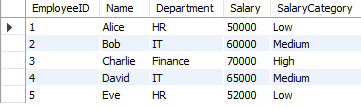 EmployeeID Name Department Salary SalaryCategory
1 Alice HR 50000 Low
2 Bob IT 60000 Medium
3 Charlie Finance 70000 High
4 David IT 65000 Medium
5 Eve HR 52000 Low